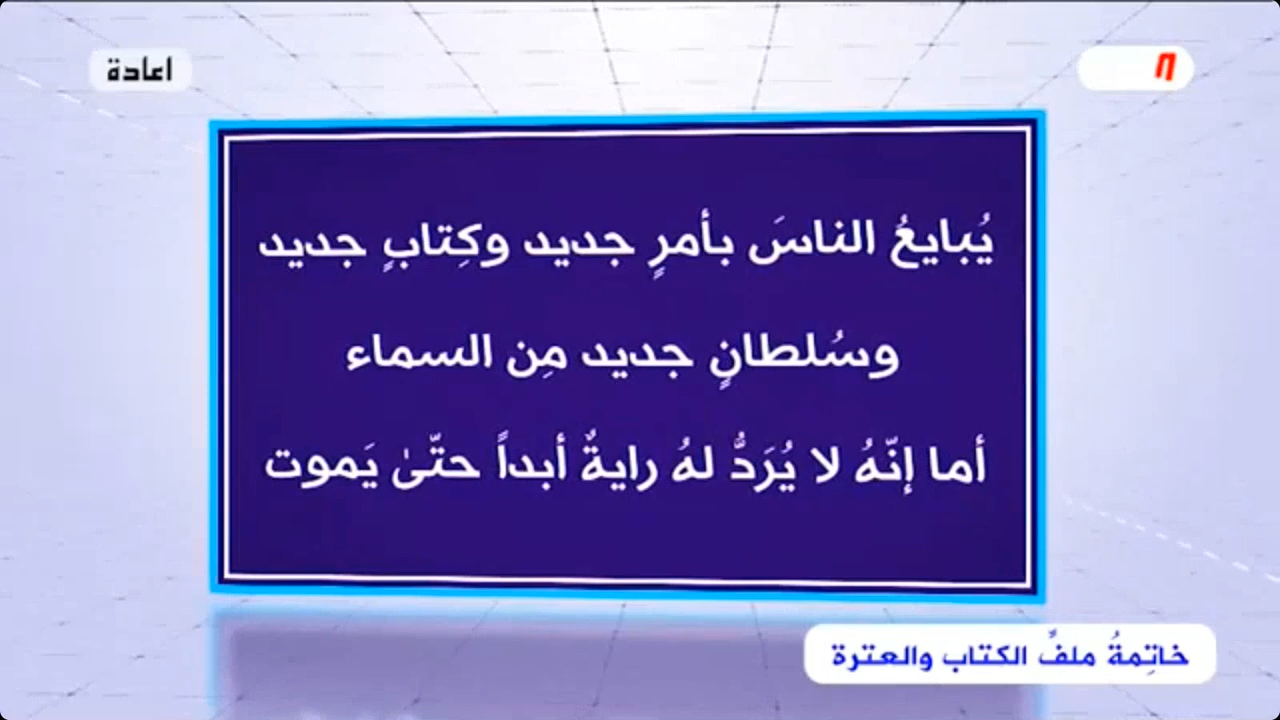 اعادة
يُبايعُ الناسَ بأمرٍ جديد وكِتابٍ جديد
وسُلطانٍ جديد مِن السماء
أما إنّهُ لا يُرَدُّ لهُ رايةٌ أبداً حتّىٰ يَموت
خاتِمةُ ملفِّ الكتاب والعترة